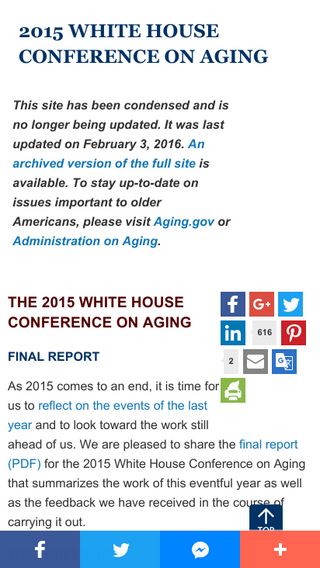 2015 WHITE HOUSE
CONFERENCE ON AGING
This site has been condensed and is
no longer being updated. It was last
updated on February 3, 2016. An
archived version of the full site is
available. To stay up-to-date on
issues important to older
Americans, please visit Aging.gov or
Administration on Aging.
THE 2015 WHITE HOUSE
CONFERENCE ON AGING
616
2
FINAL REPORT
As 2015 comes to an end, it is time for
us to reflect on the events of the last
year and to look toward the work still
ahead of us. We are pleased to share the final report
(PDF) for the 2015 White House Conference on Aging
that summarizes the work of this eventful year as well
as the feedback we have received in the course of
carrying it out.
TOP